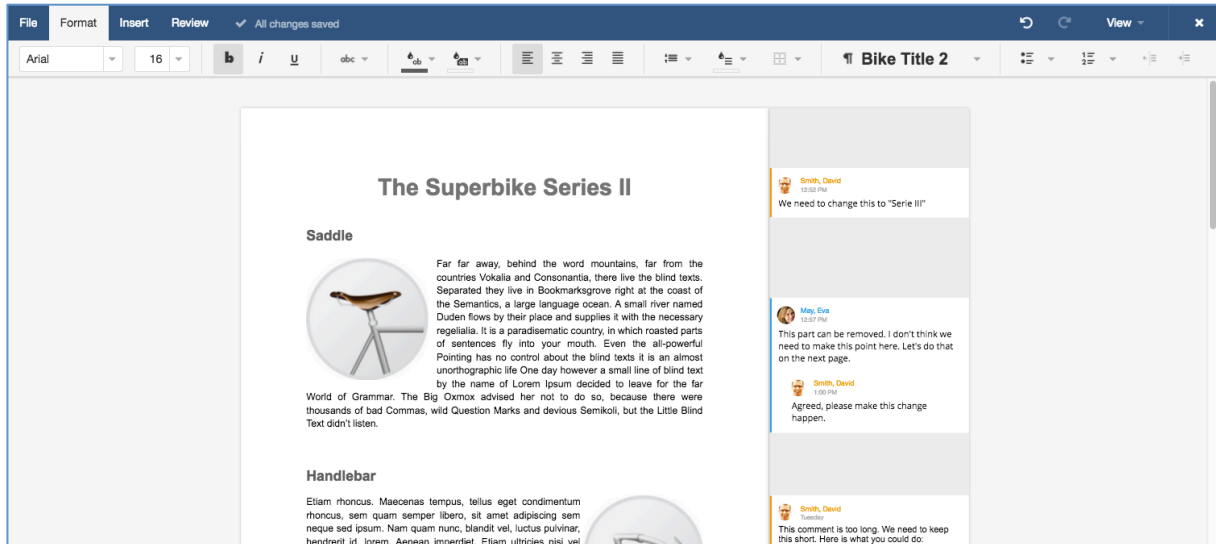 File Format Insert Review All changes saved View
Arial 16 b i u abc ab ab ¶ Bike Title 2
The Superbike Series II
Smith, David
12:52 PM
We need to change this to "Serie III"
Saddle
Far far away, behind the word mountains, far from the
countries Vokalia and Consonantia, there live the blind texts.
Separated they live in Bookmarksgrove right at the coast of
the Semantics, a large language ocean. A small river named
Duden flows by their place and supplies it with the necessary
regelialia. It is a paradisematic country, in which roasted parts
of sentences fly into your mouth. Even the all-powerful
Pointing has no control about the blind texts it is an almost
unorthographic life One day however a small line of blind text
by the name of Lorem Ipsum decided to leave for the far
World of Grammar. The Big Oxmox advised her not to do so, because there were
thousands of bad Commas, wild Question Marks and devious Semikoli, but the Little Blind
Text didn't listen.
May, Eva
12:57 PM
This part can be removed. I don't think we
need to make this point here. Let's do that
on the next page.
Smith, David
1:00 PM
Agreed, please make this change
happen.
Handlebar
Etiam rhoncus. Maecenas tempus, tellus eget condimentum
rhoncus, sem quam semper libero, sit amet adipiscing sem
neque sed ipsum. Nam quam nunc, blandit vel, luctus pulvinar,
hendrerit id, lorem. Aenean imperdiet. Etiam ultricies nisi vel
Smith, David
Tuesday
This comment is too long. We need to keep
this short. Here is what you could do: